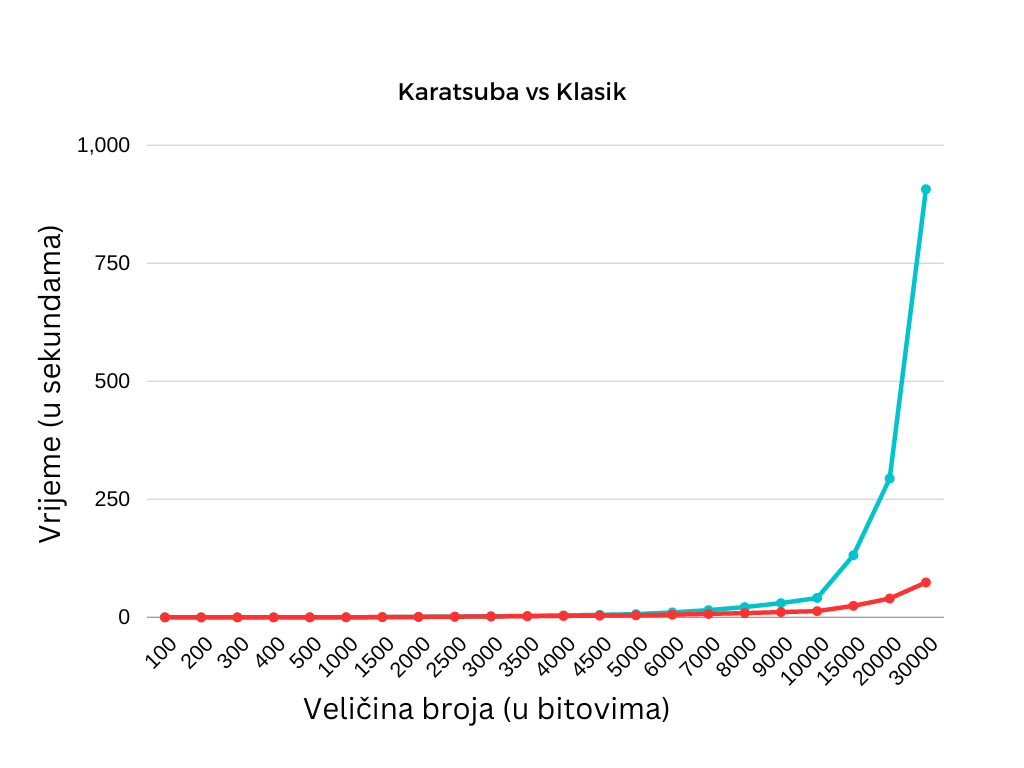 Karatsuba vs Klasik
1,000
750
500
250
0
Vrijeme (u sekundama)
100 200 300 400 500 1000 1500 2000 2500 3000 3500 4000 4500 5000 6000 7000 8000 9000 10000 15000 20000 30000
Veličina broja (u bitovima)